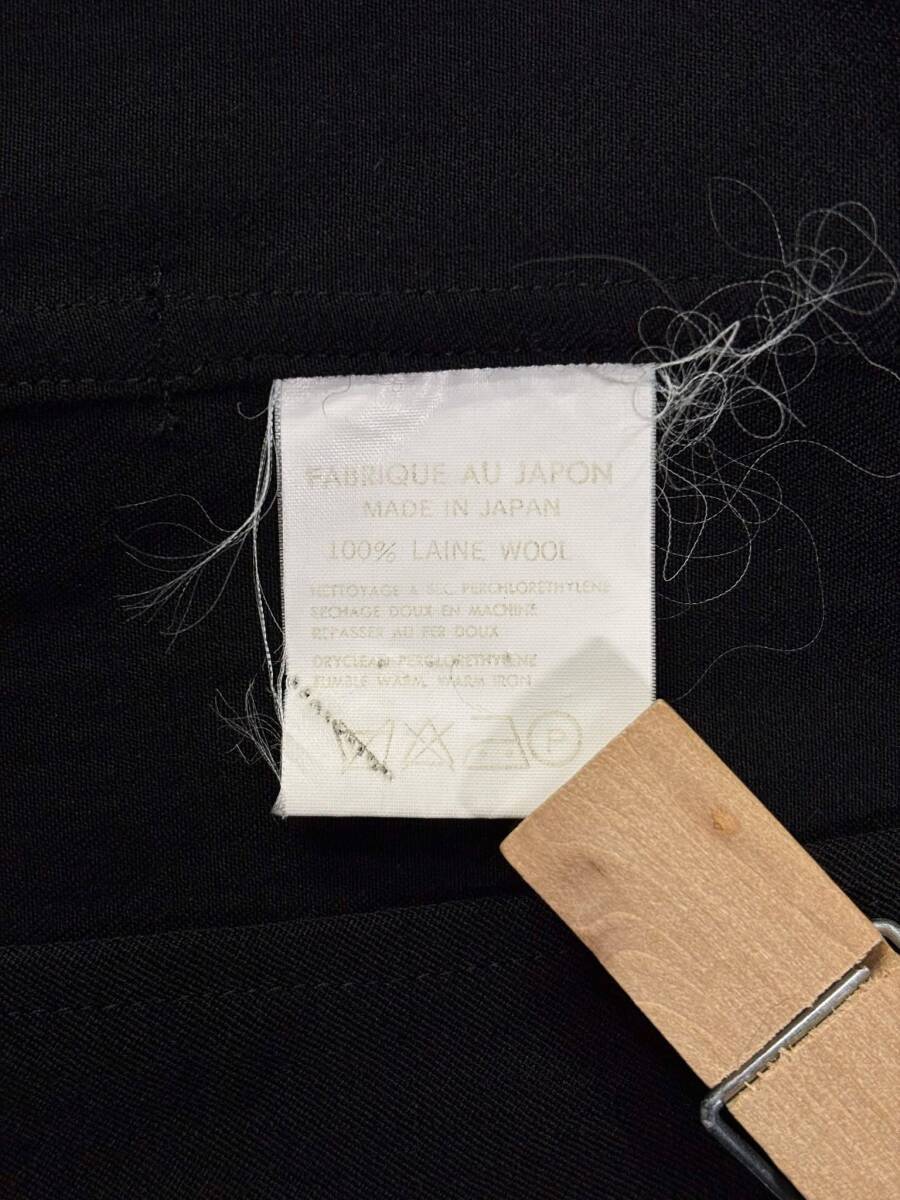 FABRIQUE AU JAPON
MADE IN JAPAN
100% LAINE WOOL
NETTOYAGE A SEC PERCHLORETHYLENE
SECHAGE DOUX EN MACHINE
REPASSER AU FER DOUX
DRYCLEAN PERGLORETHYLENE
TUMBLE WARM, WARM IRON
P